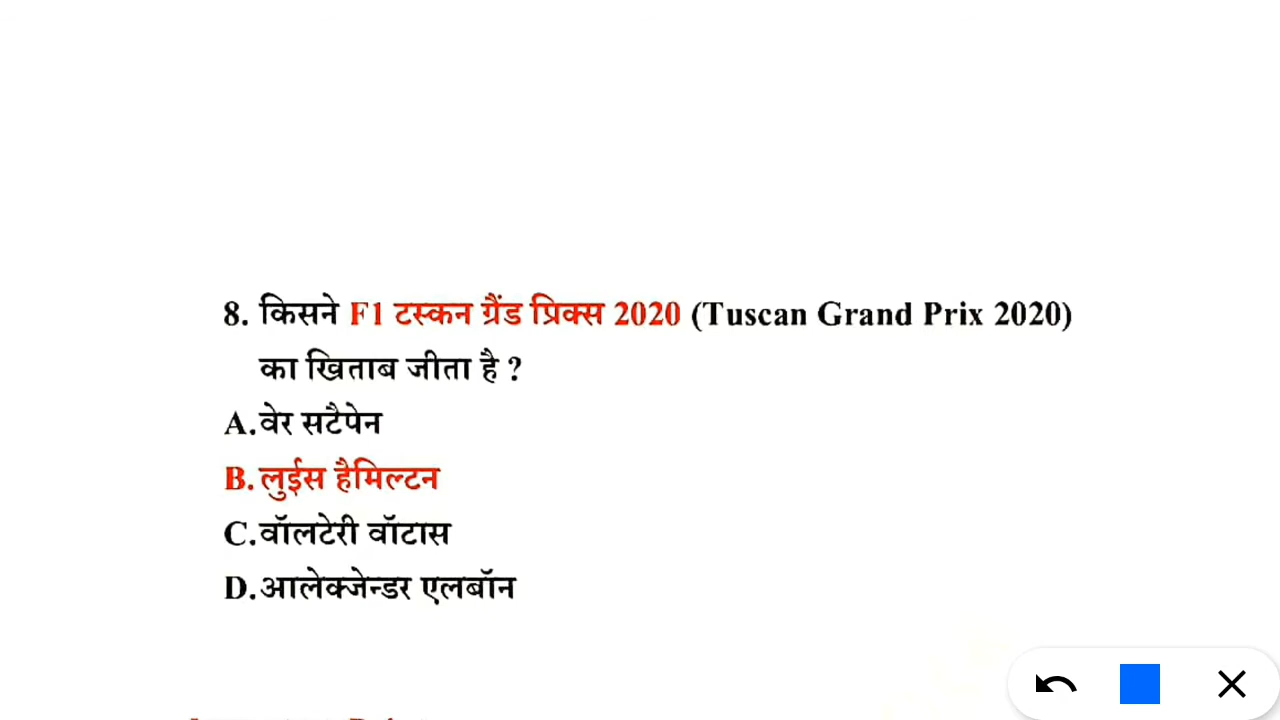 8. किसने F1 टस्कन ग्रैंड प्रिक्स 2020 (Tuscan Grand Prix 2020)
का खिताब जीता है ?
A.वेर सटैपेन
B. लुईस हैमिल्टन
C.वॉलटेरी वॉटास
D.आलेक्जेन्डर एलबॉन